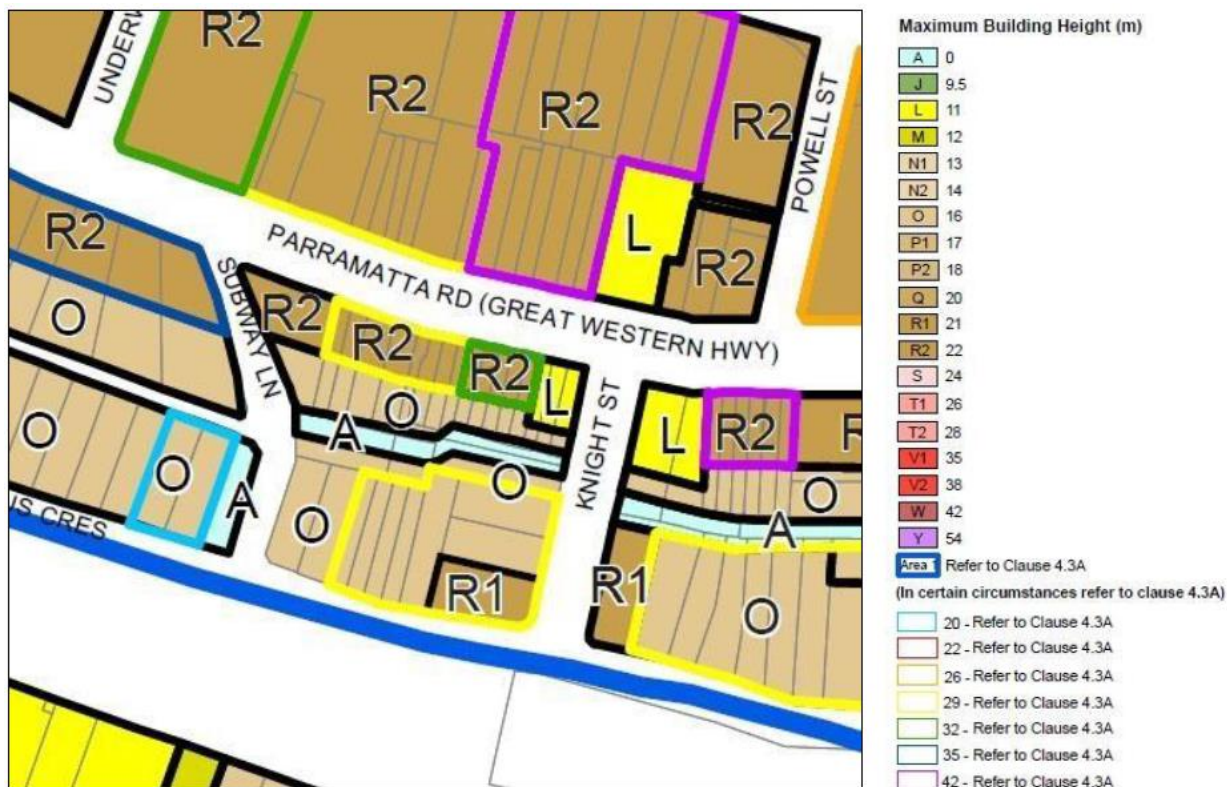 R2
UNDERW
R2
R2
R2
POWELL ST
L
R2
R2
PARRAMATTA RD (GREAT WESTERN HWY)
SUBWAY LN
O
R2
R2
R2
L
O
A
KNIGHT ST
L
R2
R
O
O
A
O
O
O
A
IS CRES
R1
R1
O
Maximum Building Height (m)
A 0
J 9.5
L 11
M 12
N1 13
N2 14
O 16
P1 17
P2 18
Q 20
R1 21
R2 22
S 24
T1 26
T2 28
V1 35
V2 38
W 42
Y 54
Area 1 Refer to Clause 4.3A
(In certain circumstances refer to clause 4.3A)
20 - Refer to Clause 4.3A
22 - Refer to Clause 4.3A
26 - Refer to Clause 4.3A
29 - Refer to Clause 4.3A
32 - Refer to Clause 4.3A
35 - Refer to Clause 4.3A
42 - Refer to Clause 4.3A